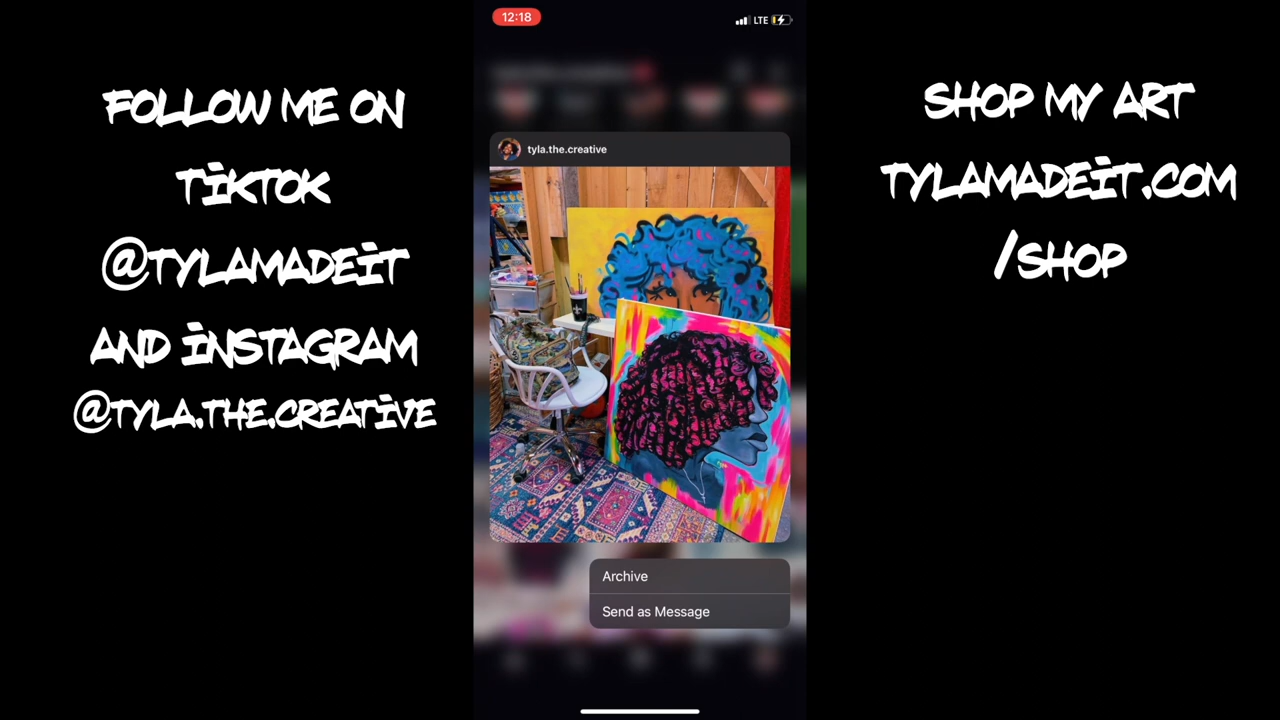 FOLLOW ME ON
TIKTOK
@TYLAMADEIT
AND INSTAGRAM
@TYLA.THE.CREATIVE
12:18
LTE
tyla.the.creative
Archive
Send as Message
SHOP MY ART
TYLAMADEIT.COM
/SHOP